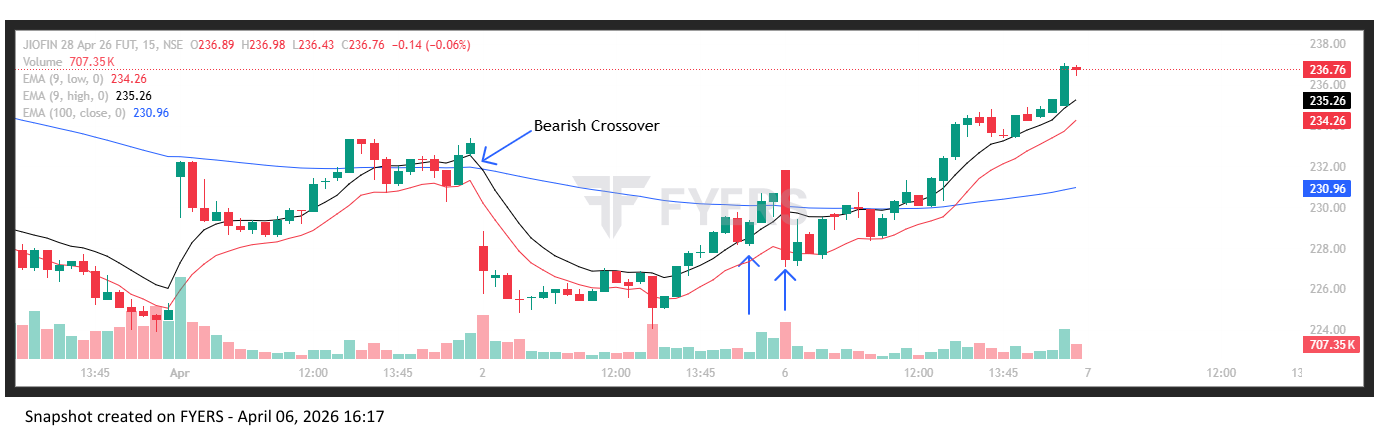 JIOFIN 28 Apr 26 FUT, 15, NSE O236.89 H236.98 L236.43 C236.76 −0.14 (−0.06%)
Volume 707.35K
EMA (9, low, 0) 234.26
EMA (9, high, 0) 235.26
EMA (100, close, 0) 230.96
Bearish Crossover
FYERS
238.00
236.76
236.00
235.26
234.26
232.00
230.96
230.00
228.00
226.00
224.00
707.35K
13:45 Apr 12:00 13:45 2 12:00 13:45 6 12:00 13:45 7 12:00
Snapshot created on FYERS - April 06, 2026 16:17